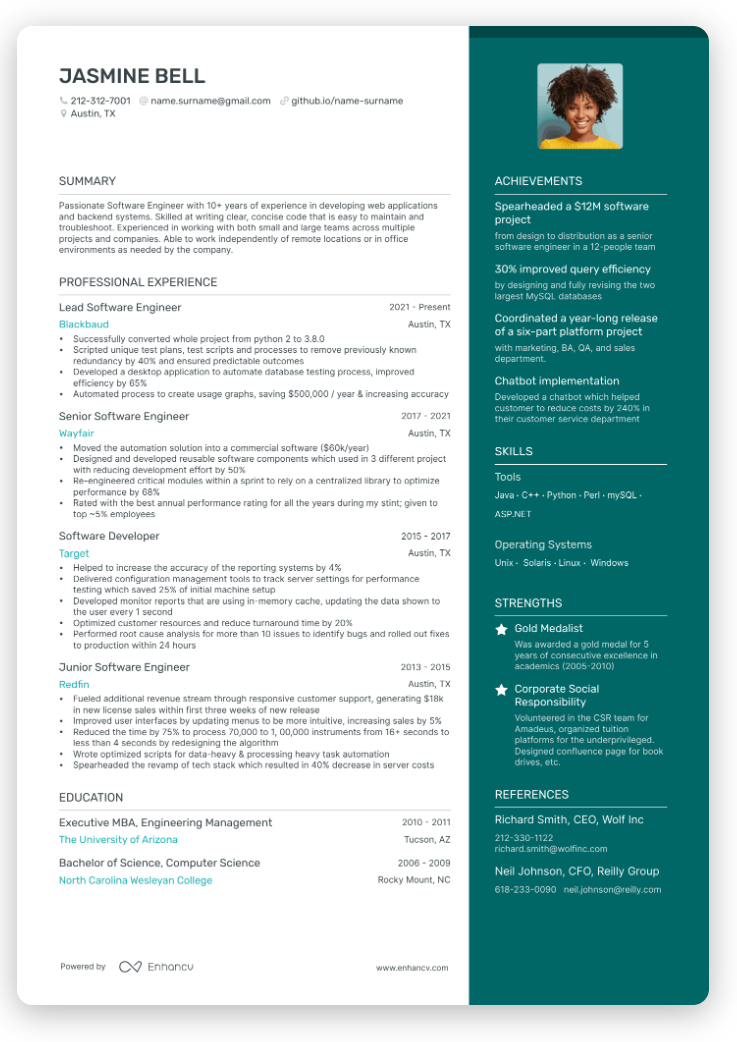 JASMINE BELL
212-312-7001 name.surname@gmail.com github.io/name-surname
Austin, TX
SUMMARY
Passionate Software Engineer with 10+ years of experience in developing web applications
and backend systems. Skilled at writing clear, concise code that is easy to maintain and
troubleshoot. Experienced in working with both small and large teams across multiple
projects and companies. Able to work independently of remote locations or in office
environments as needed by the company.
PROFESSIONAL EXPERIENCE
Lead Software Engineer 2021 - Present
Blackbaud Austin, TX
• Successfully converted whole project from python 2 to 3.8.0
• Scripted unique test plans, test scripts and processes to remove previously known
redundancy by 40% and ensured predictable outcomes
• Developed a desktop application to automate database testing process, improved
efficiency by 65%
• Automated process to create usage graphs, saving $500,000 / year & increasing accuracy
Senior Software Engineer 2017 - 2021
Wayfair Austin, TX
• Moved the automation solution into a commercial software ($60k/year)
• Designed and developed reusable software components which used in 3 different project
with reducing development effort by 50%
• Re-engineered critical modules within a sprint to rely on a centralized library to optimize
performance by 68%
• Rated with the best annual performance rating for all the years during my stint; given to
top ~5% employees
Software Developer 2015 - 2017
Target Austin, TX
• Helped to increase the accuracy of the reporting systems by 4%
• Delivered configuration management tools to track server settings for performance
testing which saved 25% of initial machine setup
• Developed monitor reports that are using in-memory cache, updating the data shown to
the user every 1 second
• Optimized customer resources and reduce turnaround time by 20%
• Performed root cause analysis for more than 10 issues to identify bugs and rolled out fixes
to production within 24 hours
Junior Software Engineer 2013 - 2015
Redfin Austin, TX
• Fueled additional revenue stream through responsive customer support, generating $18k
in new license sales within first three weeks of new release
• Improved user interfaces by updating menus to be more intuitive, increasing sales by 5%
• Reduced the time by 75% to process 70,000 to 1, 00,000 instruments from 16+ seconds to
less than 4 seconds by redesigning the algorithm
• Wrote optimized scripts for data-heavy & processing heavy task automation
• Spearheaded the revamp of tech stack which resulted in 40% decrease in server costs
EDUCATION
Executive MBA, Engineering Management 2010 - 2011
The University of Arizona Tucson, AZ
Bachelor of Science, Computer Science 2006 - 2009
North Carolina Wesleyan College Rocky Mount, NC
Powered by Enhancv www.enhancv.com
ACHIEVEMENTS
Spearheaded a $12M software
project
from design to distribution as a senior
software engineer in a 12-people team
30% improved query efficiency
by designing and fully revising the two
largest MySQL databases
Coordinated a year-long release
of a six-part platform project
with marketing, BA, QA, and sales
department.
Chatbot implementation
Developed a chatbot which helped
customer to reduce costs by 240% in
their customer service department
SKILLS
Tools
Java · C++ · Python · Perl · mySQL ·
ASP.NET
Operating Systems
Unix · Solaris · Linux · Windows
STRENGTHS
Gold Medalist
Was awarded a gold medal for 5
years of consecutive excellence in
academics (2005-2010)
Corporate Social
Responsibility
Volunteered in the CSR team for
Amadeus, organized tuition
platforms for the underprivileged.
Designed confluence page for book
drives, etc.
REFERENCES
Richard Smith, CEO, Wolf Inc
212-330-1122
richard.smith@wolfinc.com
Neil Johnson, CFO, Reilly Group
618-233-0090 neil.johnson@reilly.com